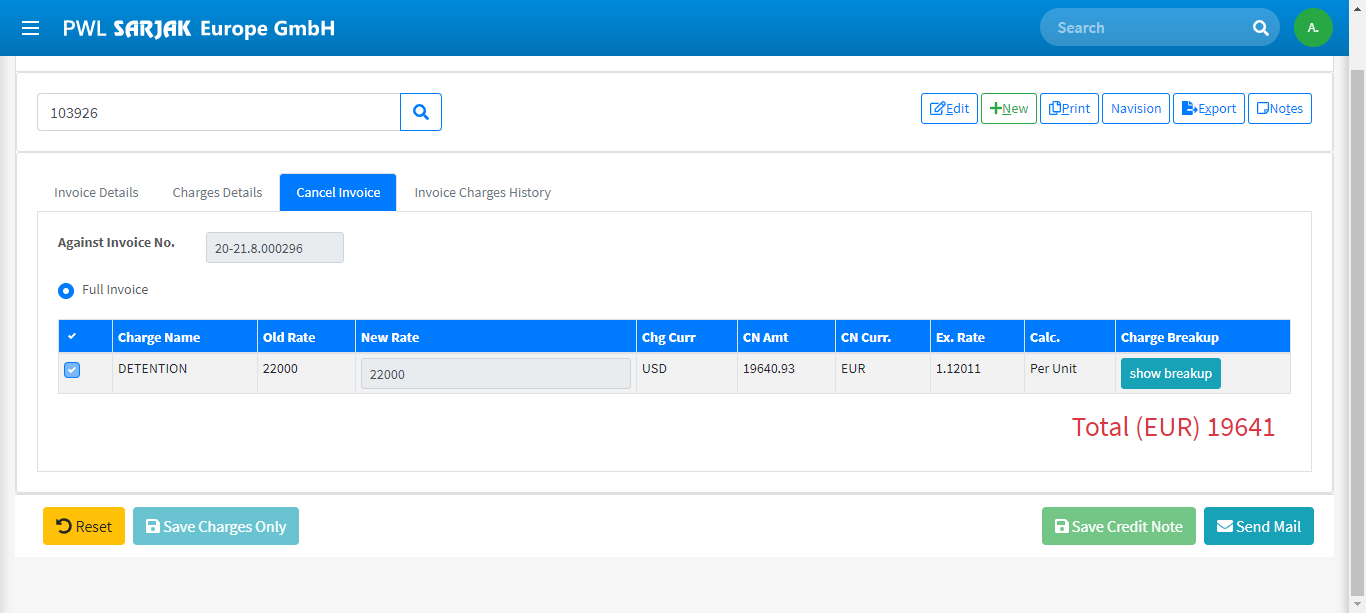 PWL SARJAK Europe GmbH
Search
A.
103926
Edit
New
Print
Navision
Export
Notes
Invoice Details
Charges Details
Cancel Invoice
Invoice Charges History
Against Invoice No.
20-21.8.000296
Full Invoice
Charge Name Old Rate New Rate Chg Curr CN Amt CN Curr. Ex. Rate Calc. Charge Breakup
DETENTION 22000 22000 USD 19640.93 EUR 1.12011 Per Unit show breakup
Total (EUR) 19641
Reset
Save Charges Only
Save Credit Note
Send Mail